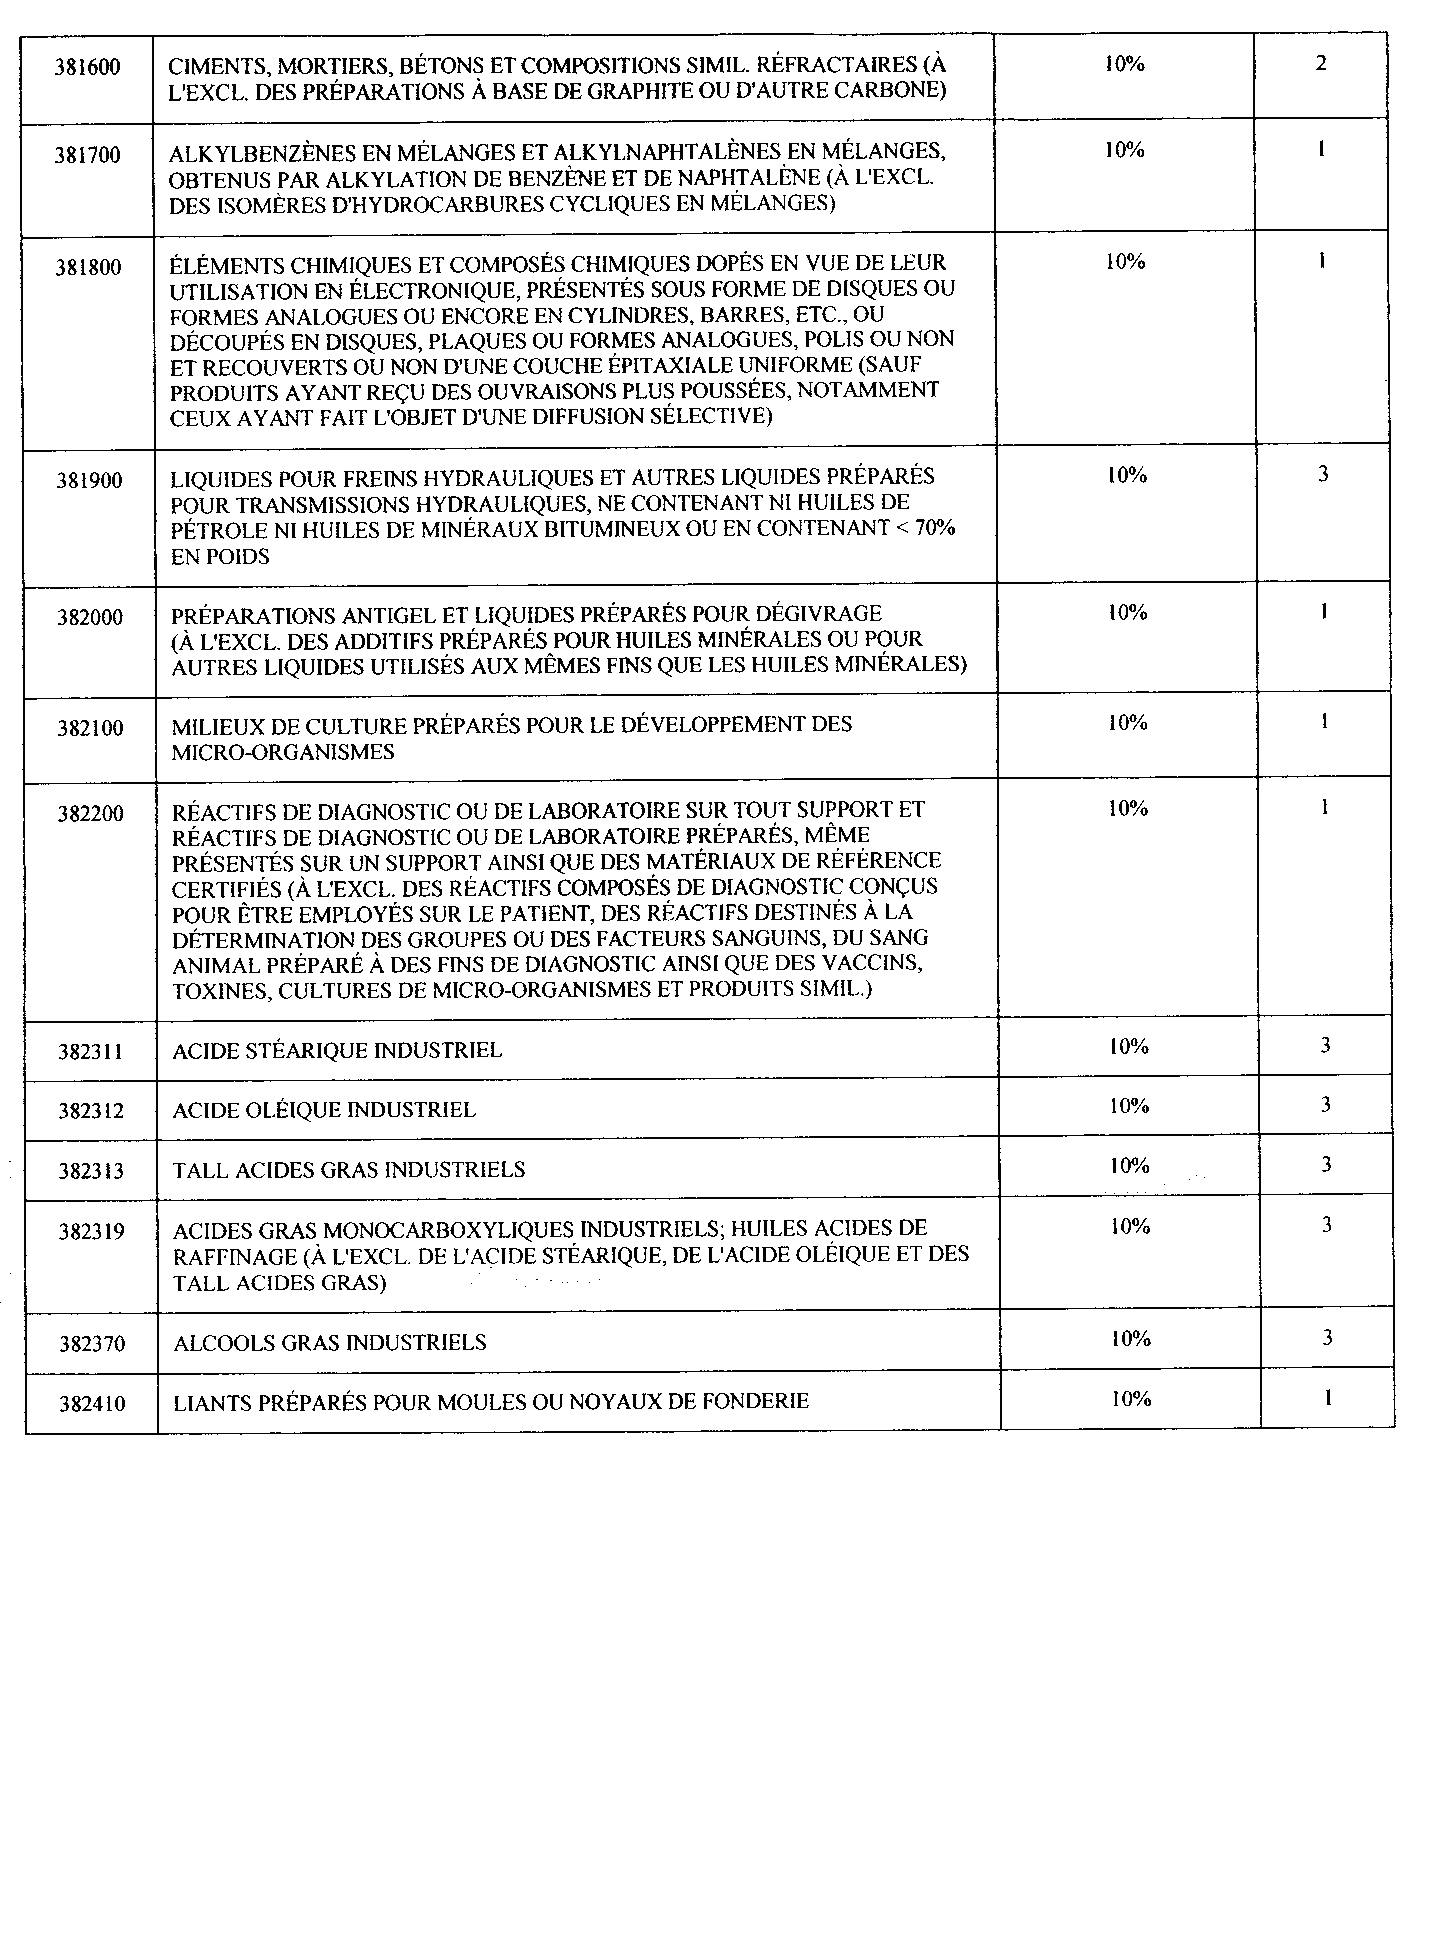 381600 CIMENTS, MORTIERS, BÉTONS ET COMPOSITIONS SIMIL. RÉFRACTAIRES (À 10% 2
L'EXCL. DES PRÉPARATIONS À BASE DE GRAPHITE OU D'AUTRE CARBONE)
381700 ALKYLBENZÈNES EN MÉLANGES ET ALKYLNAPHTALÈNES EN MÉLANGES, 10% 1
OBTENUS PAR ALKYLATION DE BENZÈNE ET DE NAPHTALÈNE (À L'EXCL.
DES ISOMÈRES D'HYDROCARBURES CYCLIQUES EN MÉLANGES)
381800 ÉLÉMENTS CHIMIQUES ET COMPOSÉS CHIMIQUES DOPÉS EN VUE DE LEUR 10% 1
UTILISATION EN ÉLECTRONIQUE, PRÉSENTÉS SOUS FORME DE DISQUES OU
FORMES ANALOGUES OU ENCORE EN CYLINDRES, BARRES, ETC., OU
DÉCOUPÉS EN DISQUES, PLAQUES OU FORMES ANALOGUES, POLIS OU NON
ET RECOUVERTS OU NON D'UNE COUCHE ÉPITAXIALE UNIFORME (SAUF
PRODUITS AYANT REÇU DES OUVRAISONS PLUS POUSSÉES, NOTAMMENT
CEUX AYANT FAIT L'OBJET D'UNE DIFFUSION SÉLECTIVE)
381900 LIQUIDES POUR FREINS HYDRAULIQUES ET AUTRES LIQUIDES PRÉPARÉS 10% 3
POUR TRANSMISSIONS HYDRAULIQUES, NE CONTENANT NI HUILES DE
PÉTROLE NI HUILES DE MINÉRAUX BITUMINEUX OU EN CONTENANT < 70%
EN POIDS
382000 PRÉPARATIONS ANTIGEL ET LIQUIDES PRÉPARÉS POUR DÉGIVRAGE 10% 1
(À L'EXCL. DES ADDITIFS PRÉPARÉS POUR HUILES MINÉRALES OU POUR
AUTRES LIQUIDES UTILISÉS AUX MÊMES FINS QUE LES HUILES MINÉRALES)
382100 MILIEUX DE CULTURE PRÉPARÉS POUR LE DÉVELOPPEMENT DES 10% 1
MICRO-ORGANISMES
382200 RÉACTIFS DE DIAGNOSTIC OU DE LABORATOIRE SUR TOUT SUPPORT ET 10% 1
RÉACTIFS DE DIAGNOSTIC OU DE LABORATOIRE PRÉPARÉS, MÊME
PRÉSENTÉS SUR UN SUPPORT AINSI QUE DES MATÉRIAUX DE RÉFÉRENCE
CERTIFIÉS (À L'EXCL. DES RÉACTIFS COMPOSÉS DE DIAGNOSTIC CONÇUS
POUR ÊTRE EMPLOYÉS SUR LE PATIENT, DES RÉACTIFS DESTINÉS À LA
DÉTERMINATION DES GROUPES OU DES FACTEURS SANGUINS, DU SANG
ANIMAL PRÉPARÉ À DES FINS DE DIAGNOSTIC AINSI QUE DES VACCINS,
TOXINES, CULTURES DE MICRO-ORGANISMES ET PRODUITS SIMIL.)
382311 ACIDE STÉARIQUE INDUSTRIEL 10% 3
382312 ACIDE OLÉIQUE INDUSTRIEL 10% 3
382313 TALL ACIDES GRAS INDUSTRIELS 10% 3
382319 ACIDES GRAS MONOCARBOXYLIQUES INDUSTRIELS; HUILES ACIDES DE 10% 3
RAFFINAGE (À L'EXCL. DE L'ACIDE STÉARIQUE, DE L'ACIDE OLÉIQUE ET DES
TALL ACIDES GRAS)
382370 ALCOOLS GRAS INDUSTRIELS 10% 3
382410 LIANTS PRÉPARÉS POUR MOULES OU NOYAUX DE FONDERIE 10% 1